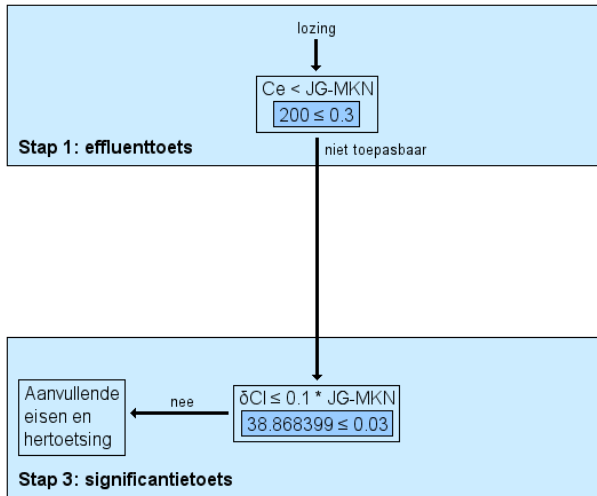 lozing
Ce < JG-MKN
200 ≤ 0.3
Stap 1: effluenttoets
niet toepasbaar
δCl ≤ 0.1 * JG-MKN
38.868399 ≤ 0.03
nee
Aanvullende
eisen en
hertoetsing
Stap 3: significantietoets